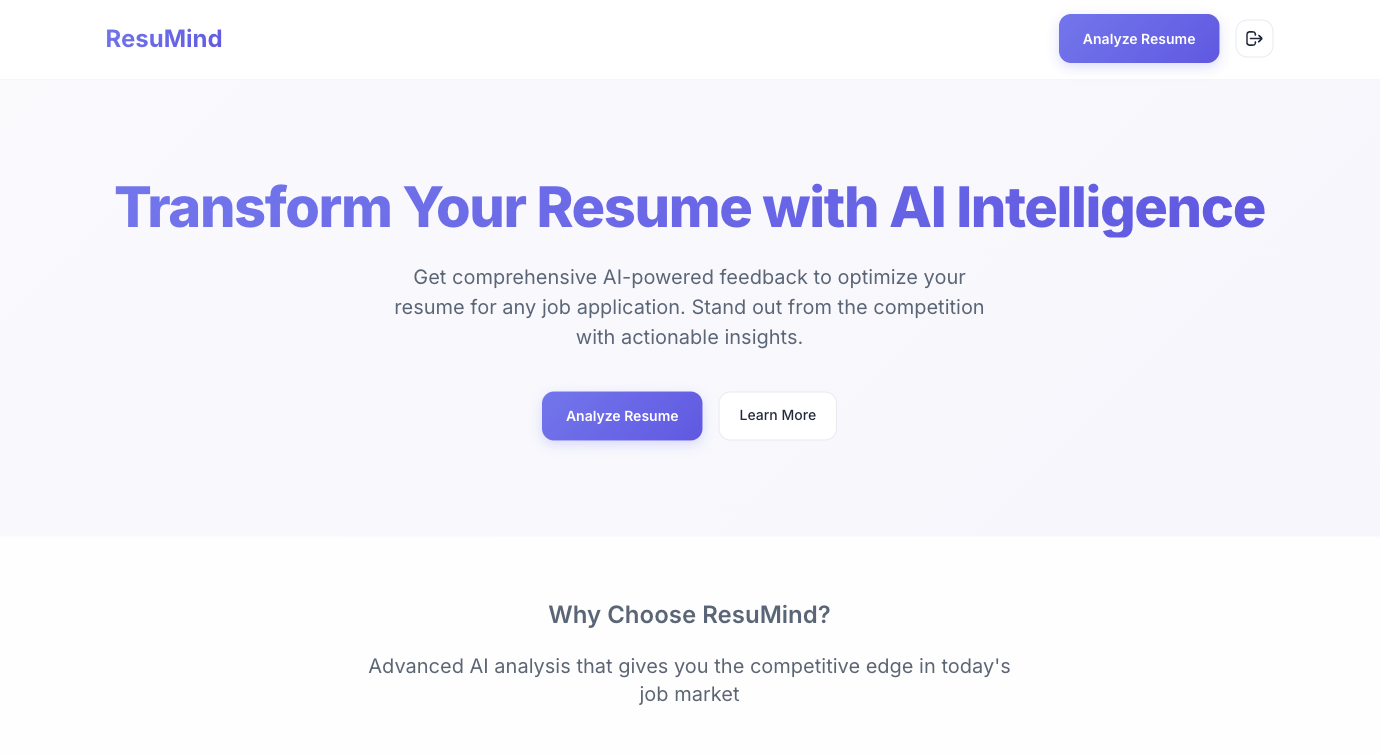 ResuMind
Analyze Resume
Transform Your Resume with AI Intelligence
Get comprehensive AI-powered feedback to optimize your
resume for any job application. Stand out from the competition
with actionable insights.
Analyze Resume
Learn More
Why Choose ResuMind?
Advanced AI analysis that gives you the competitive edge in today's
job market